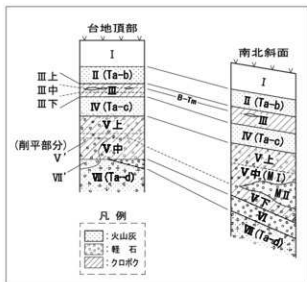 台地頂部
南北斜面
I
II (Ta-b)
III上
III中
III下
III
IV (Ta-c)
V上
(削平部分)
V'
V中
VII'
VII (Ta-d)
B-Tm
I
II (Ta-b)
III
IV (Ta-c)
V上
V中(MI)
MII
V下
VI
VII (Ta-d)
凡例
：火山灰
：軽石
：クロボク